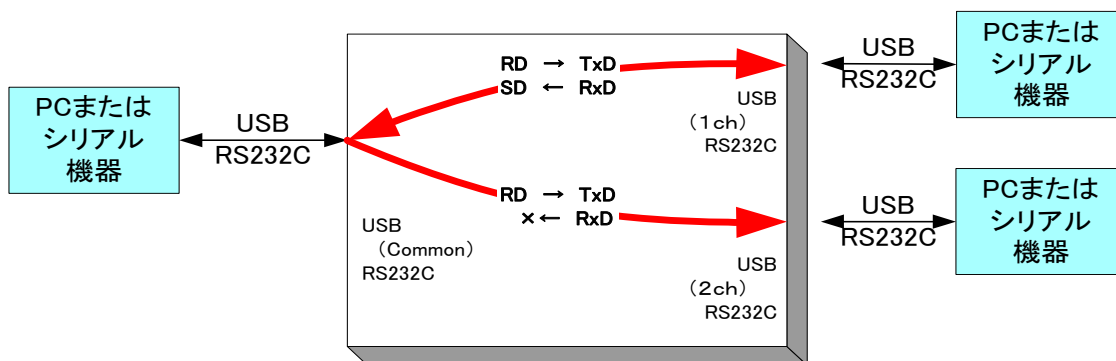 PCまたは
シリアル
機器
USB
RS232C
RD → TxD
SD ← RxD
USB
（1ch）
RS232C
RD → TxD
× ← RxD
USB
（Common）
RS232C
USB
（2ch）
RS232C
USB
RS232C
PCまたは
シリアル
機器
USB
RS232C
PCまたは
シリアル
機器